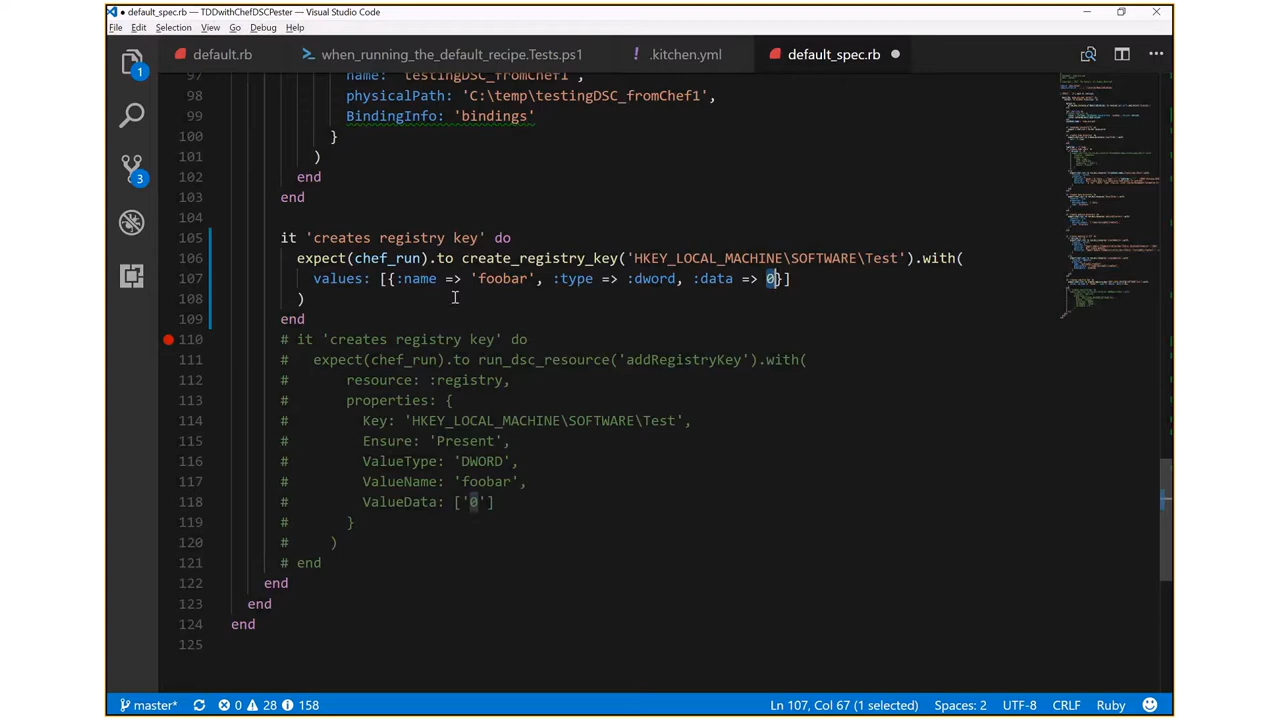 default_spec.rb - TDDwithChefDSCPester - Visual Studio Code
File Edit Selection View Go Debug Help
default.rb when_running_the_default_recipe.Tests.ps1 .kitchen.yml default_spec.rb
97 name: 'testingDSC_fromChef1',
98 physicalPath: 'C:\temp\testingDSC_fromChef1',
99 BindingInfo: 'bindings'
100 }
101 )
102 end
103 end
104
105 it 'creates registry key' do
106 expect(chef_run).to create_registry_key('HKEY_LOCAL_MACHINE\SOFTWARE\Test').with(
107 values: [{:name => 'foobar', :type => :dword, :data => 0}]
108 )
109 end
110 # it 'creates registry key' do
111 # expect(chef_run).to run_dsc_resource('addRegistryKey').with(
112 # resource: :registry,
113 # properties: {
114 # Key: 'HKEY_LOCAL_MACHINE\SOFTWARE\Test',
115 # Ensure: 'Present',
116 # ValueType: 'DWORD',
117 # ValueName: 'foobar',
118 # ValueData: ['0']
119 # }
120 # )
121 # end
122 end
123 end
124 end
125
1
3
master* 0 28 158 Ln 107, Col 67 (1 selected) Spaces: 2 UTF-8 CRLF Ruby